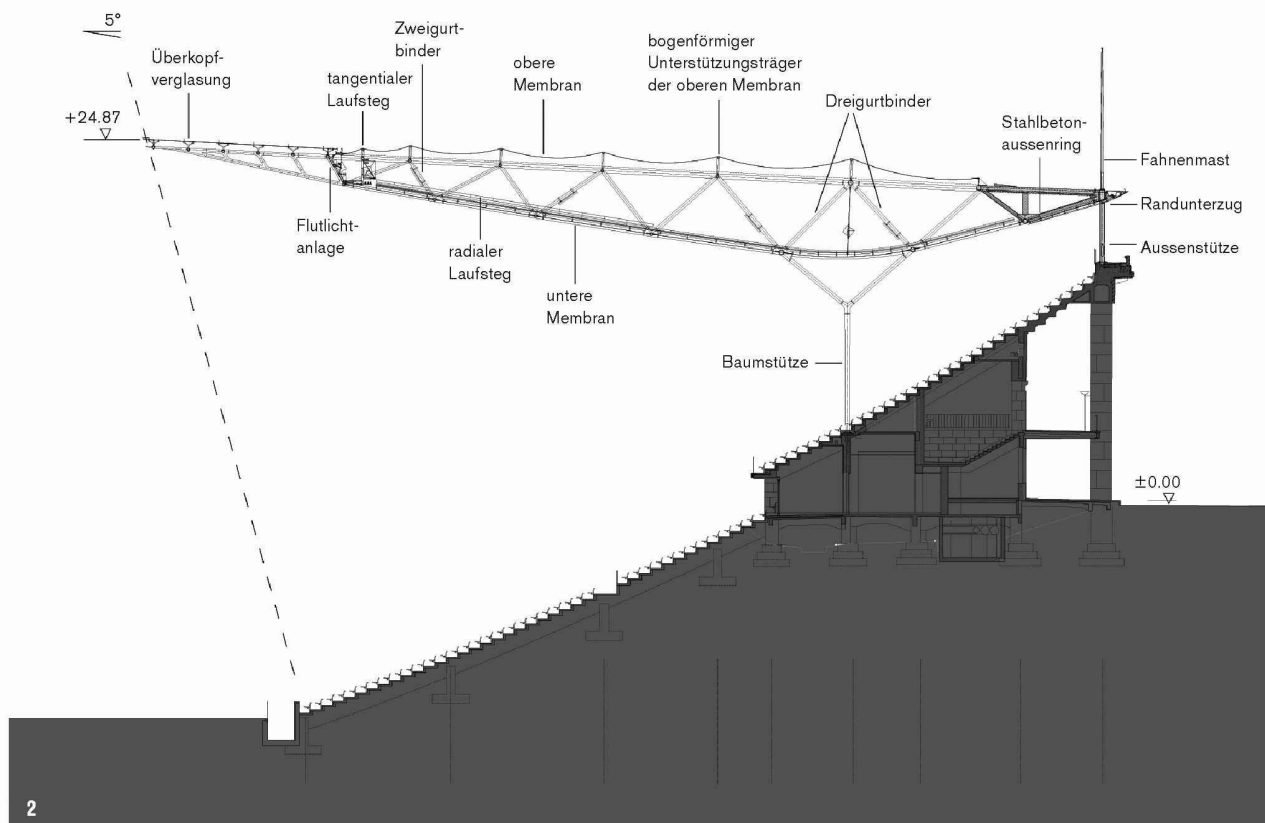 5°
Überkopf-
verglasung
Zweigurt-
binder
tangentialer
Laufsteg
obere
Membran
bogenförmiger
Unterstützungsträger
der oberen Membran
Dreigurtbinder
Stahlbeton-
aussenring
+24.87
Fahnenmast
Randunterzug
Aussenstütze
Flutlicht-
anlage
radialer
Laufsteg
untere
Membran
Baumstütze
±0.00
2